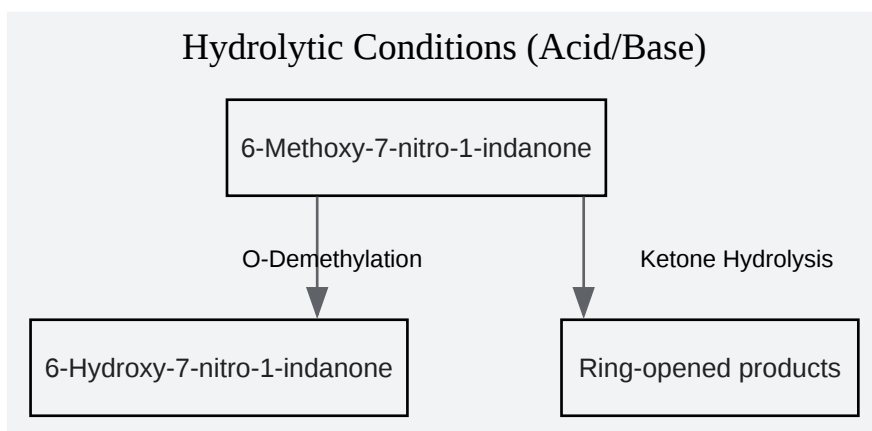 Hydrolytic Conditions (Acid/Base)
6-Methoxy-7-nitro-1-indanone
O-Demethylation
Ketone Hydrolysis
6-Hydroxy-7-nitro-1-indanone
Ring-opened products